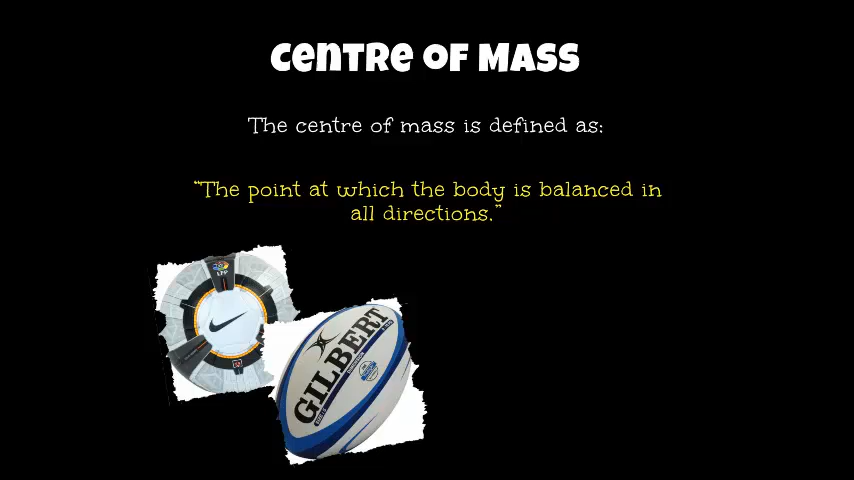 CENTRE OF MASS
The centre of mass is defined as:
"The point at which the body is balanced in
all directions."
LFP
GILBERT